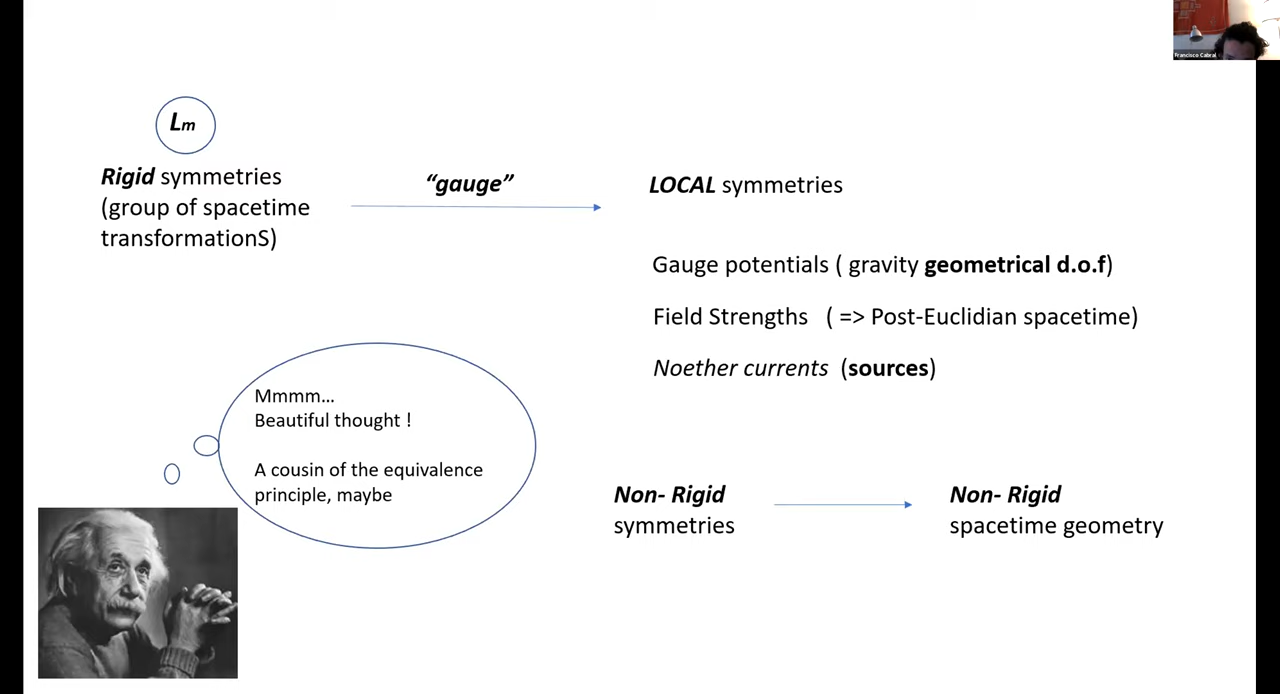 Francisco Cabral
Lm
Rigid symmetries
(group of spacetime
transformationS)
“gauge”
LOCAL symmetries
Gauge potentials ( gravity geometrical d.o.f)
Field Strengths ( => Post-Euclidian spacetime)
Noether currents (sources)
Mmmm...
Beautiful thought !
A cousin of the equivalence
principle, maybe
Non- Rigid
symmetries
Non- Rigid
spacetime geometry